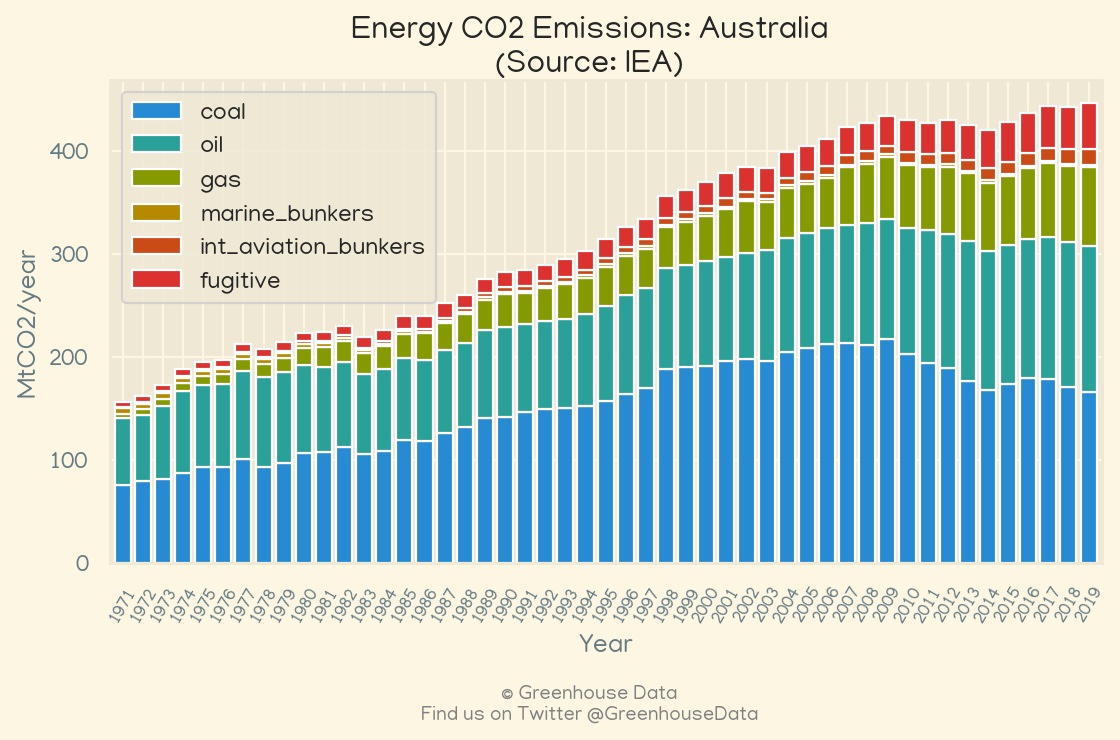 Energy CO2 Emissions: Australia
(Source: IEA)
coal
oil
gas
marine_bunkers
int_aviation_bunkers
fugitive
MtCO2/year
400
300
200
100
0
1971 1972 1973 1974 1975 1976 1977 1978 1979 1980 1981 1982 1983 1984 1985 1986 1987 1988 1989 1990 1991 1992 1993 1994 1995 1996 1997 1998 1999 2000 2001 2002 2003 2004 2005 2006 2007 2008 2009 2010 2011 2012 2013 2014 2015 2016 2017 2018 2019
Year
© Greenhouse Data
Find us on Twitter @GreenhouseData